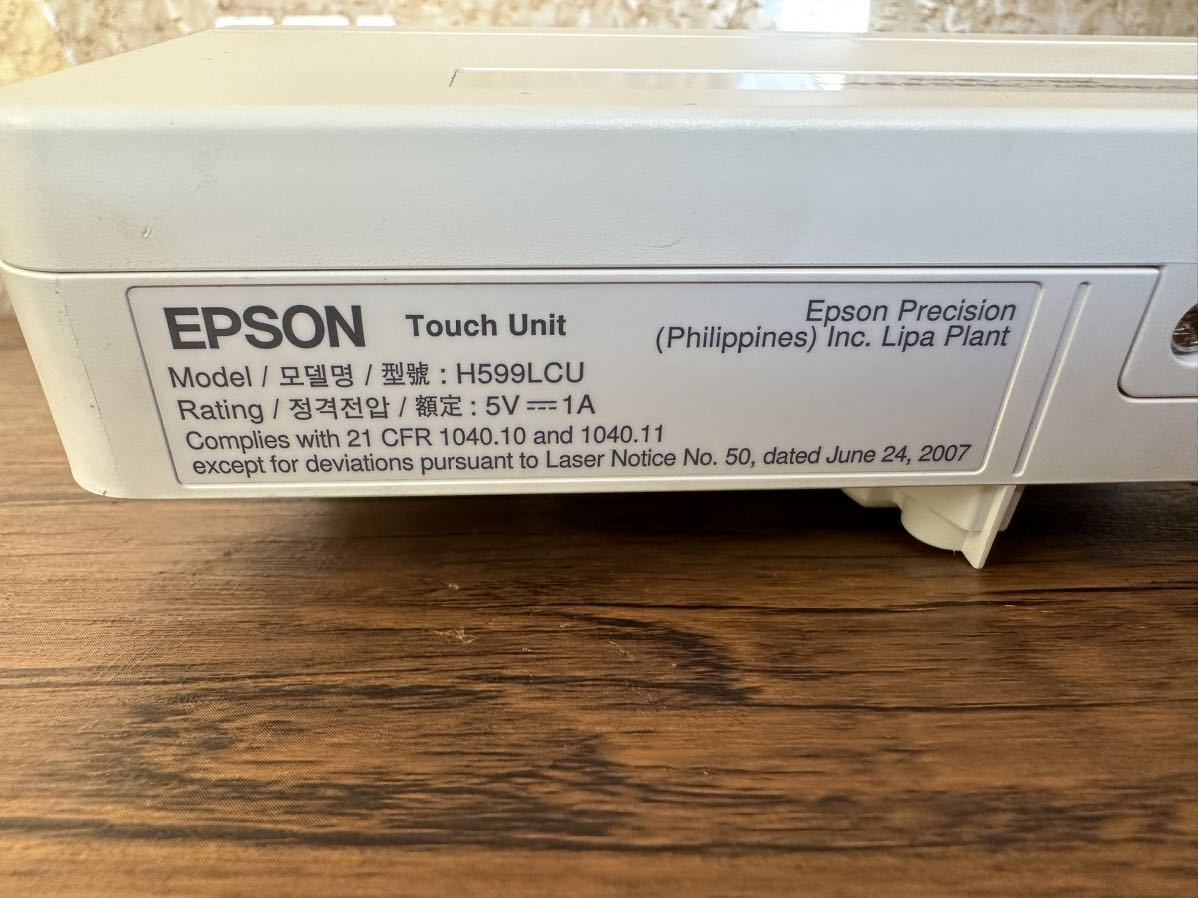 EPSON Touch Unit
Epson Precision
(Philippines) Inc. Lipa Plant
Model / 모델명 / 型號 : H599LCU
Rating / 정격전압 / 額定 : 5V ⎓ 1A
Complies with 21 CFR 1040.10 and 1040.11
except for deviations pursuant to Laser Notice No. 50, dated June 24, 2007